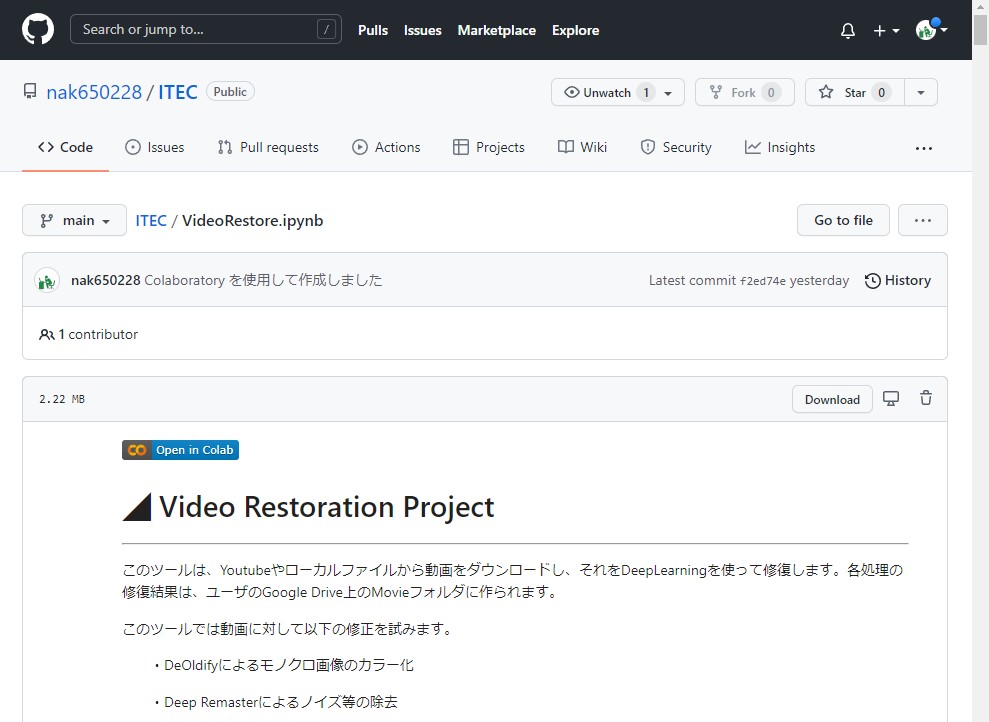 Search or jump to... /
Pulls Issues Marketplace Explore
nak650228 / ITEC Public
Unwatch 1 Fork 0 Star 0
Code Issues Pull requests Actions Projects Wiki Security Insights ...
main ITEC / VideoRestore.ipynb Go to file ...
nak650228 Colaboratory を使用して作成しました Latest commit f2ed74e yesterday History
1 contributor
2.22 MB Download
CO Open in Colab
◢ Video Restoration Project
このツールは、Youtubeやローカルファイルから動画をダウンロードし、それをDeepLearningを使って修復します。各処理の
修復結果は、ユーザのGoogle Drive上のMovieフォルダに作られます。
このツールでは動画に対して以下の修正を試みます。
・DeOldifyによるモノクロ画像のカラー化
・Deep Remasterによるノイズ等の除去